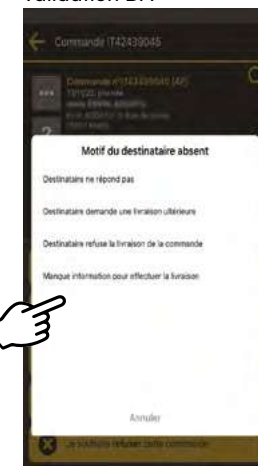 Validation BM
Commande IT42439045
Motif du destinataire absent
Destinataire ne répond pas
Destinataire demande une livraison ultérieure
Destinataire refuse la livraison de la commande
Manque information pour effectuer la livraison
Annuler
Je souhaite refuser cette commande